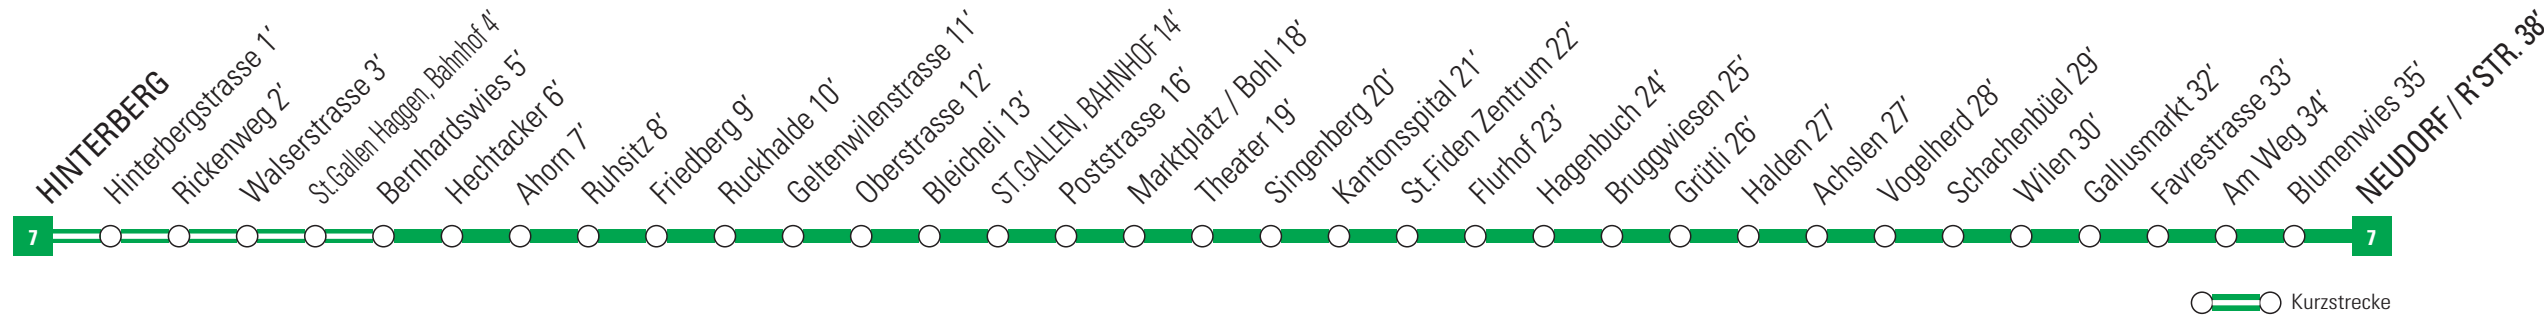 HINTERBERG
Hinterbergstrasse 1’
Rickenweg 2’
Walserstrasse 3’
St.Gallen Haggen, Bahnhof 4’
Bernhardswies 5’
Hechtacker 6’
Ahorn 7’
Ruhsitz 8’
Friedberg 9’
Ruckhalde 10’
Geltenwilenstrasse 11’
Oberstrasse 12’
Bleicheli 13’
ST.GALLEN, BAHNHOF 14’
Poststrasse 16’
Marktplatz / Bohl 18’
Theater 19’
Singenberg 20’
Kantonsspital 21’
St.Fiden Zentrum 22’
Flurhof 23’
Hagenbuch 24’
Bruggwiesen 25’
Grütli 26’
Halden 27’
Achslen 27’
Vogelherd 28’
Schachenbüel 29’
Wilen 30’
Gallusmarkt 32’
Favrestrasse 33’
Am Weg 34’
Blumenwies 35’
NEUDORF / R’STR. 38’
7
7
Kurzstrecke